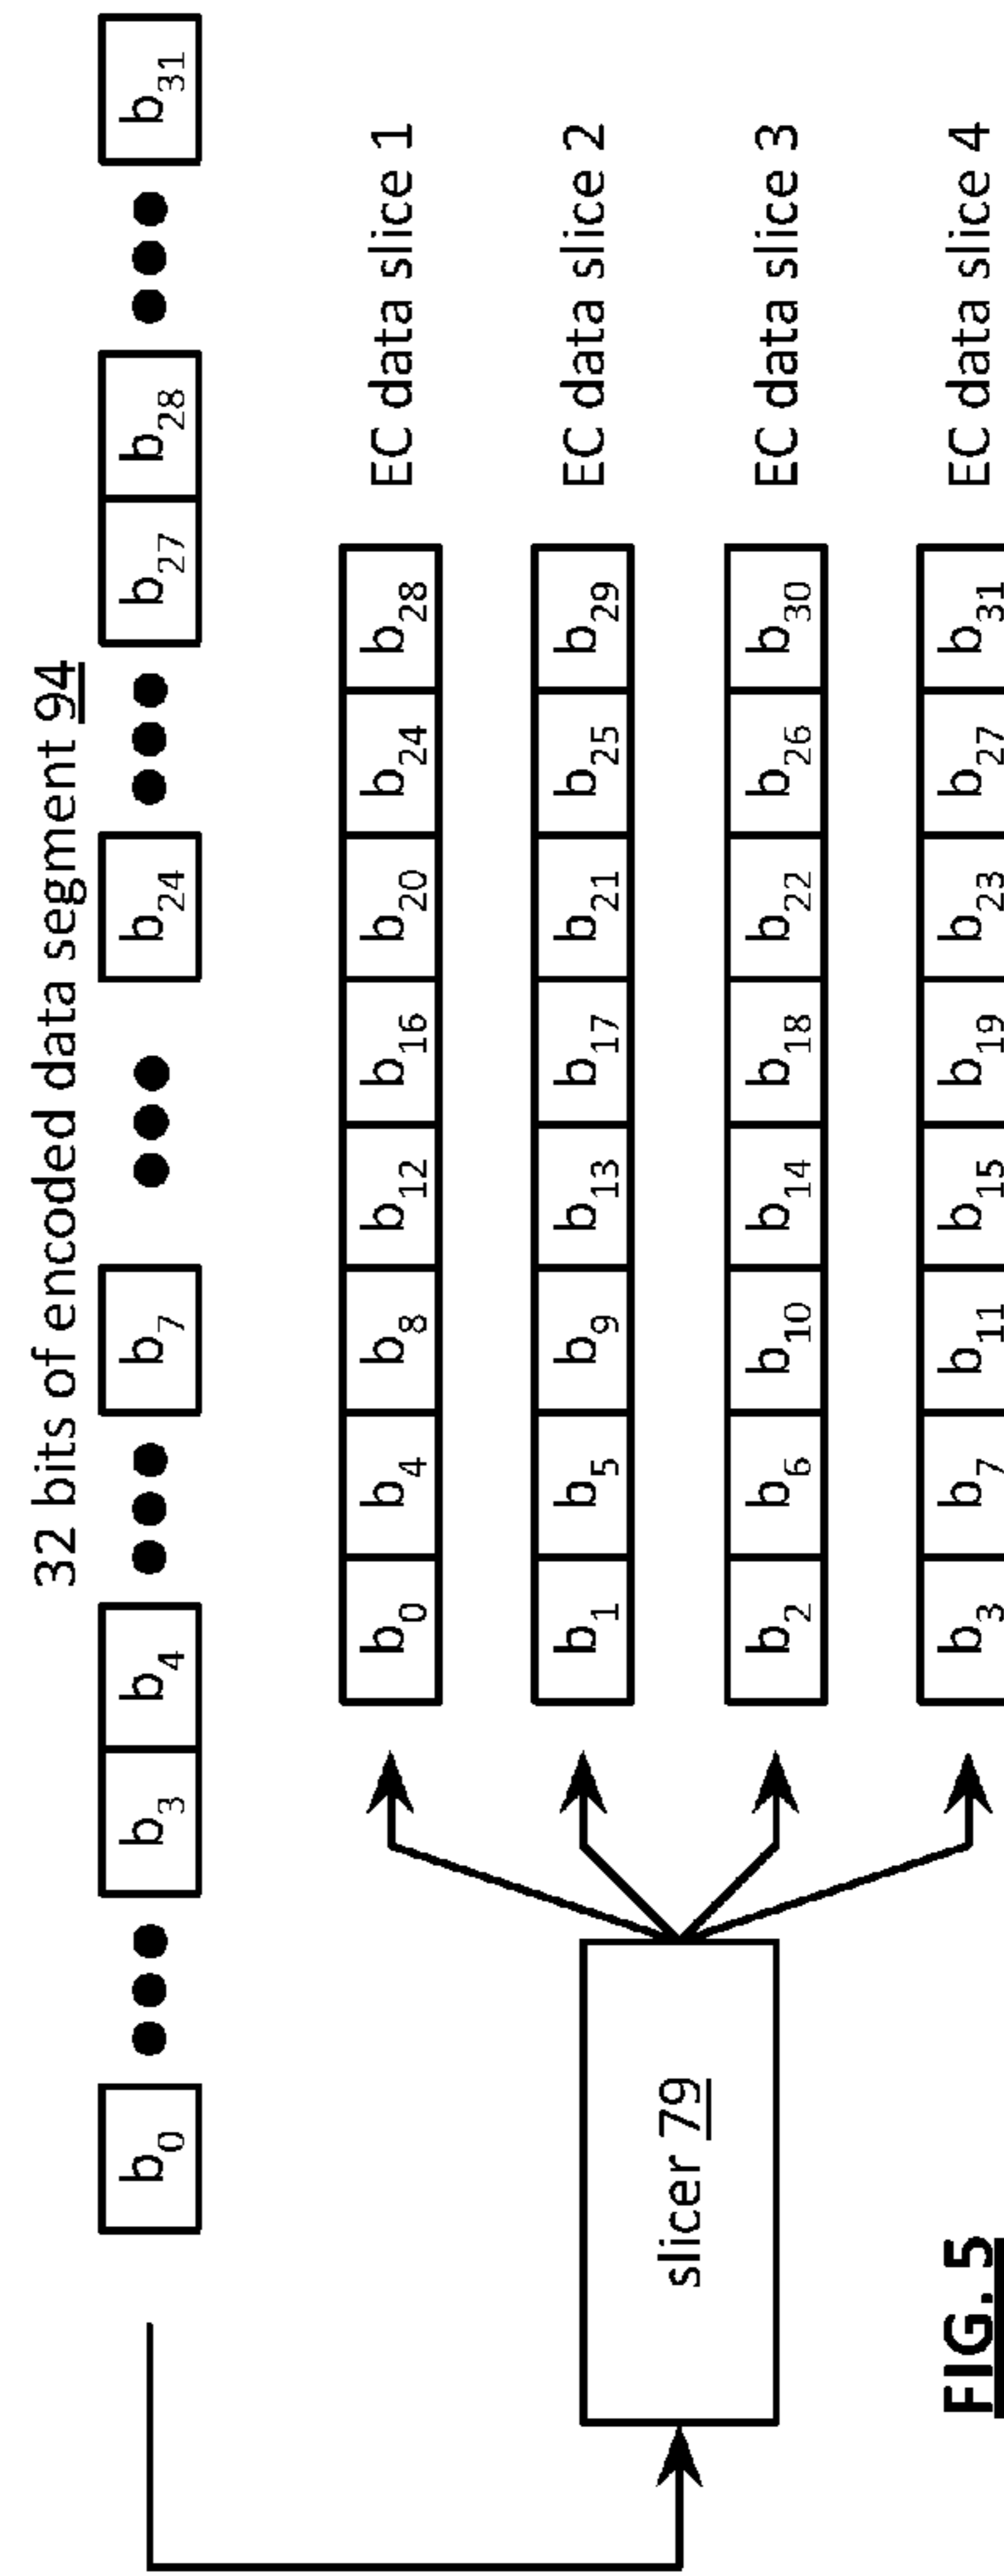 32 bits of encoded data segment 94
b0 ••• b3 b4 ••• b7 ••• b24 ••• b27 b28 ••• b31
b0 b4 b8 b12 b16 b20 b24 b28 EC data slice 1
b1 b5 b9 b13 b17 b21 b25 b29 EC data slice 2
slicer 79
b2 b6 b10 b14 b18 b22 b26 b30 EC data slice 3
b3 b7 b11 b15 b19 b23 b27 b31 EC data slice 4
FIG. 5